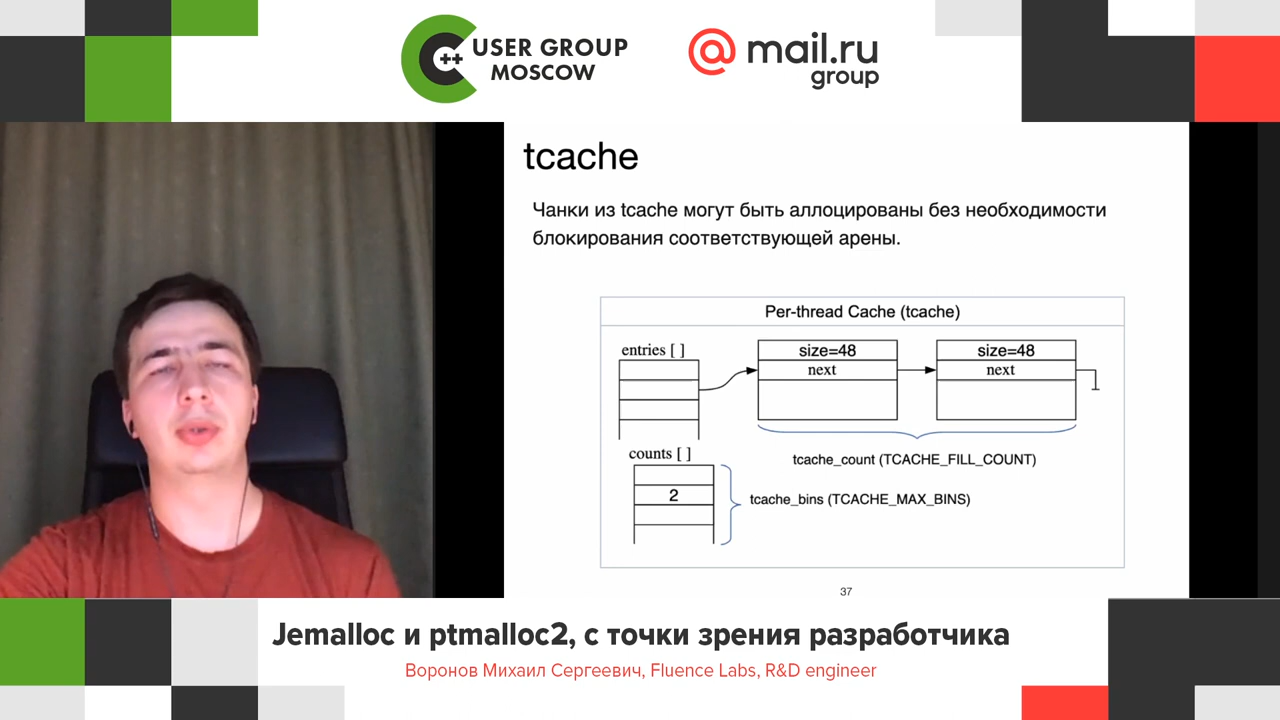 C++ USER GROUP
MOSCOW
@ mail.ru
group
tcache
Чанки из tcache могут быть аллоцированы без необходимости
блокирования соответствующей арены.
Per-thread Cache (tcache)
entries [ ]
size=48
next
size=48
next
tcache_count (TCACHE_FILL_COUNT)
counts [ ]
2
tcache_bins (TCACHE_MAX_BINS)
37
Jemalloc и ptmalloc2, с точки зрения разработчика
Воронов Михаил Сергеевич, Fluence Labs, R&D engineer